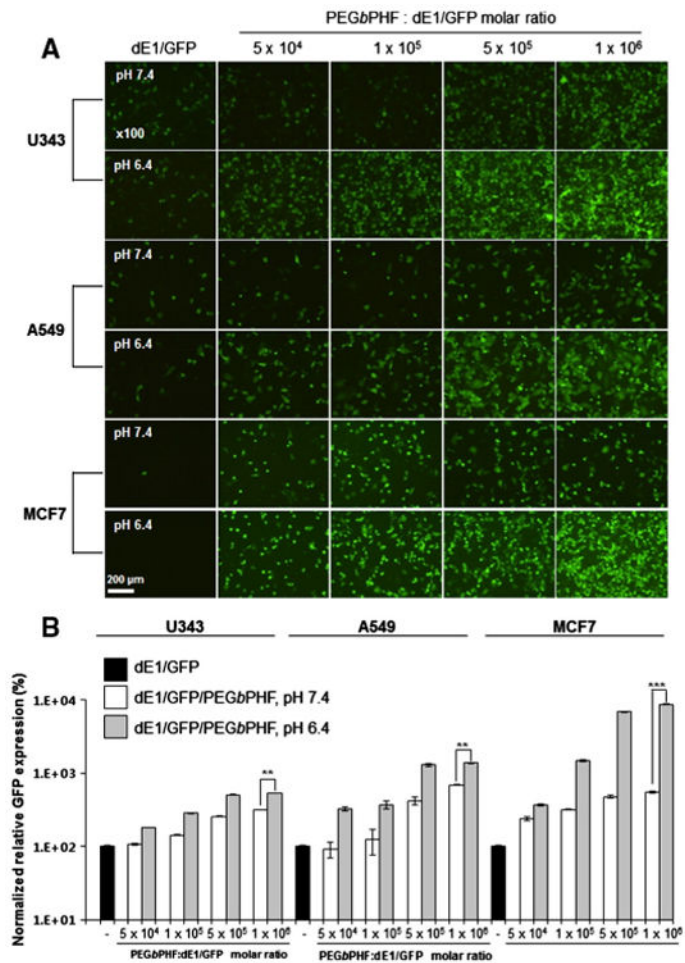 PEGbPHF : dE1/GFP molar ratio
A
dE1/GFP 5 x 10⁴ 1 x 10⁵ 5 x 10⁵ 1 x 10⁶
pH 7.4
x100
U343
pH 6.4
pH 7.4
A549
pH 6.4
pH 7.4
MCF7
pH 6.4
200 µm
B
U343 A549 MCF7
dE1/GFP
dE1/GFP/PEGbPHF, pH 7.4
dE1/GFP/PEGbPHF, pH 6.4
Normalized relative GFP expression (%)
1.E+04
1.E+03
1.E+02
1.E+01
** ** ***
- 5 x 10⁴ 1 x 10⁵ 5 x 10⁵ 1 x 10⁶ - 5 x 10⁴ 1 x 10⁵ 5 x 10⁵ 1 x 10⁶ - 5 x 10⁴ 1 x 10⁵ 5 x 10⁵ 1 x 10⁶
PEGbPHF:dE1/GFP molar ratio PEGbPHF:dE1/GFP molar ratio